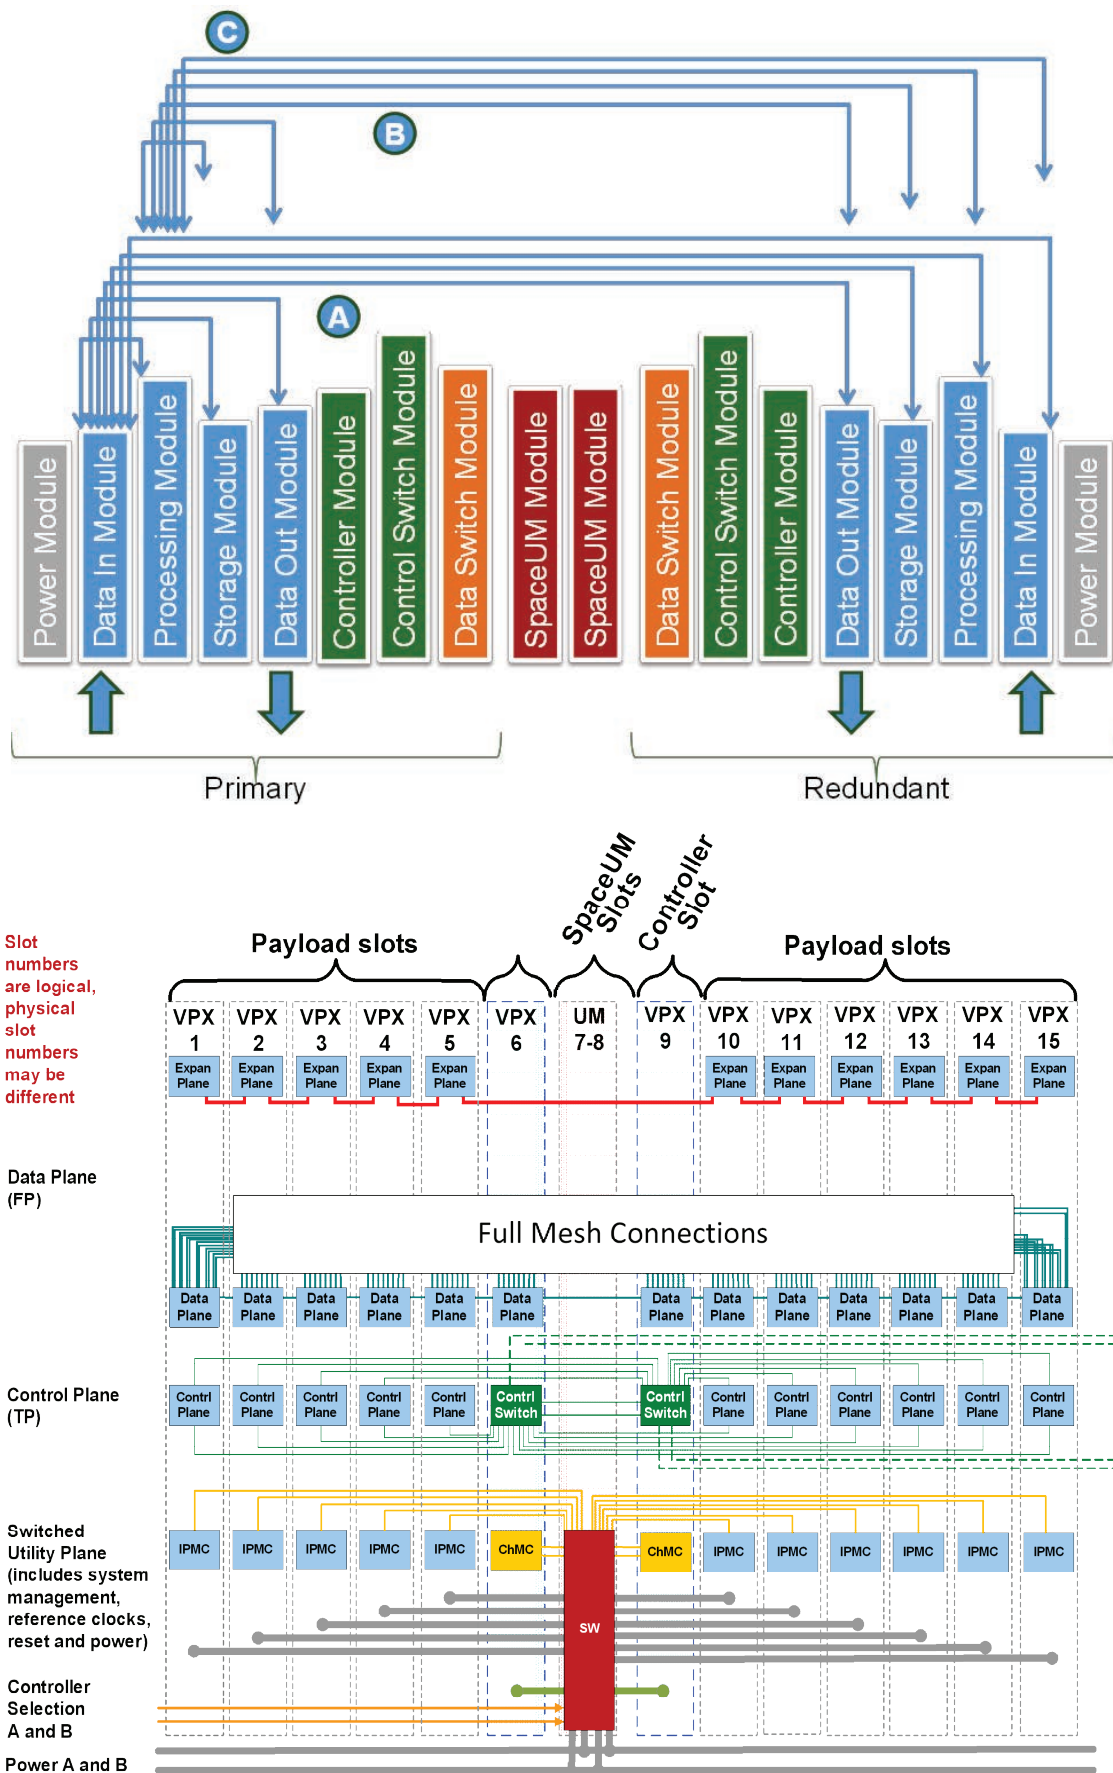 C
B
A
Power Module
Data In Module
Processing Module
Storage Module
Data Out Module
Controller Module
Control Switch Module
Data Switch Module
SpaceUM Module
SpaceUM Module
Data Switch Module
Control Switch Module
Controller Module
Data Out Module
Storage Module
Processing Module
Data In Module
Power Module
Primary
Redundant
SpaceUM
Slots
Controller
Slot
Payload slots
Payload slots
Slot
numbers
are logical,
physical
slot
numbers
may be
different
VPX
1
VPX
2
VPX
3
VPX
4
VPX
5
VPX
6
UM
7-8
VPX
9
VPX
10
VPX
11
VPX
12
VPX
13
VPX
14
VPX
15
Expan
Plane
Expan
Plane
Expan
Plane
Expan
Plane
Expan
Plane
Expan
Plane
Expan
Plane
Expan
Plane
Expan
Plane
Expan
Plane
Expan
Plane
Data Plane
(FP)
Full Mesh Connections
Data
Plane
Data
Plane
Data
Plane
Data
Plane
Data
Plane
Data
Plane
Data
Plane
Data
Plane
Data
Plane
Data
Plane
Data
Plane
Data
Plane
Data
Plane
Control Plane
(TP)
Contrl
Plane
Contrl
Plane
Contrl
Plane
Contrl
Plane
Contrl
Plane
Contrl
Switch
Contrl
Switch
Contrl
Plane
Contrl
Plane
Contrl
Plane
Contrl
Plane
Contrl
Plane
Contrl
Plane
Switched
Utility Plane
(includes system
management,
reference clocks,
reset and power)
IPMC
IPMC
IPMC
IPMC
IPMC
ChMC
ChMC
IPMC
IPMC
IPMC
IPMC
IPMC
IPMC
SW
Controller
Selection
A and B
Power A and B